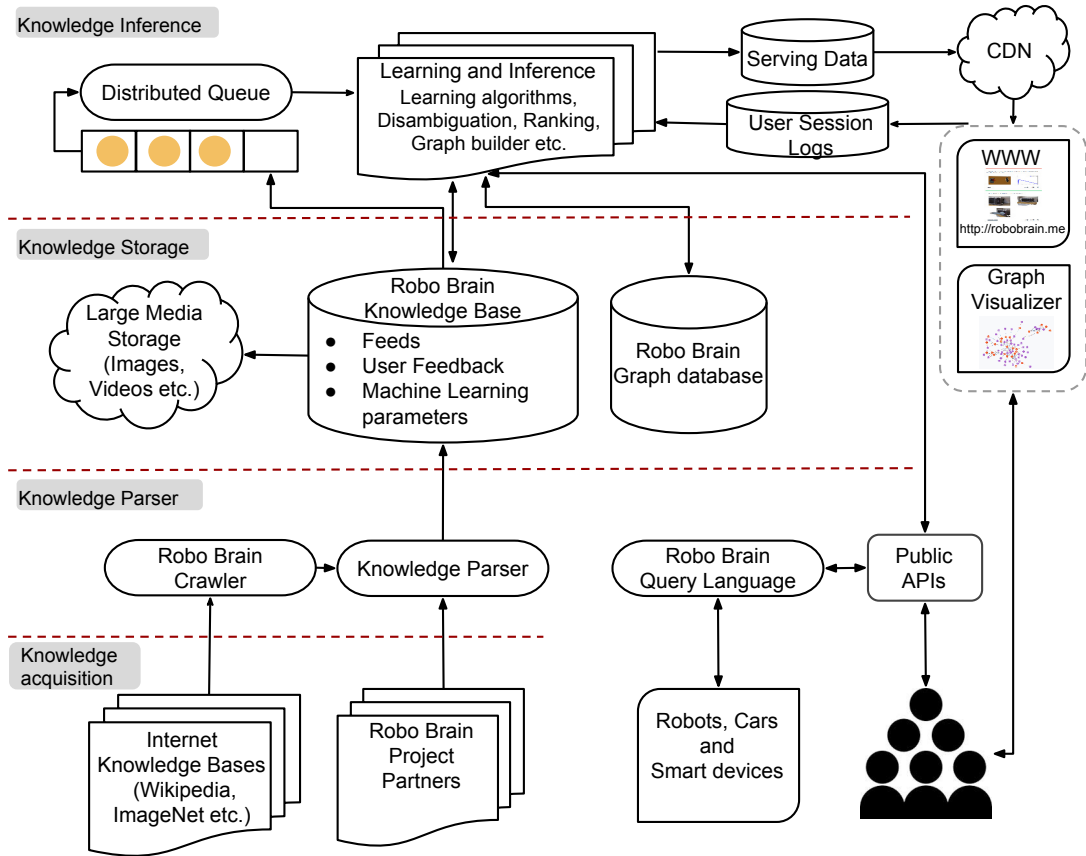 Knowledge Inference
Distributed Queue
Learning and Inference
Learning algorithms,
Disambiguation, Ranking,
Graph builder etc.
Serving Data
User Session
Logs
CDN
WWW
http://robobrain.me
Graph
Visualizer
Knowledge Storage
Large Media
Storage
(Images,
Videos etc.)
Robo Brain
Knowledge Base
● Feeds
● User Feedback
● Machine Learning
parameters
Robo Brain
Graph database
Knowledge Parser
Robo Brain
Crawler
Knowledge Parser
Robo Brain
Query Language
Public
APIs
Knowledge
acquisition
Internet
Knowledge Bases
(Wikipedia,
ImageNet etc.)
Robo Brain
Project
Partners
Robots, Cars
and
Smart devices